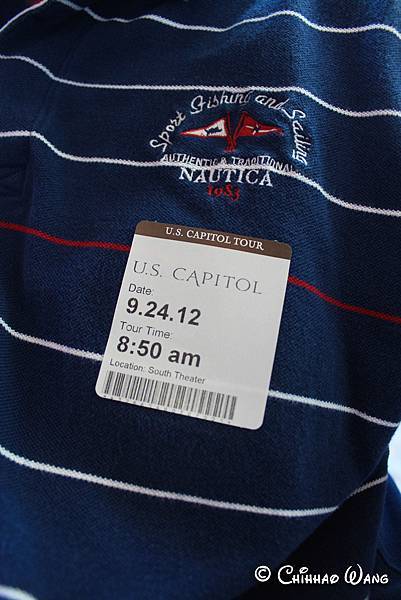 Sport Fishing and Sailing
AUTHENTIC & TRADITIONAL
NAUTICA
1983
U.S. CAPITOL TOUR
U.S. CAPITOL
Date:
9.24.12
Tour Time:
8:50 am
Location: South Theater
© CHIHHAO WANG